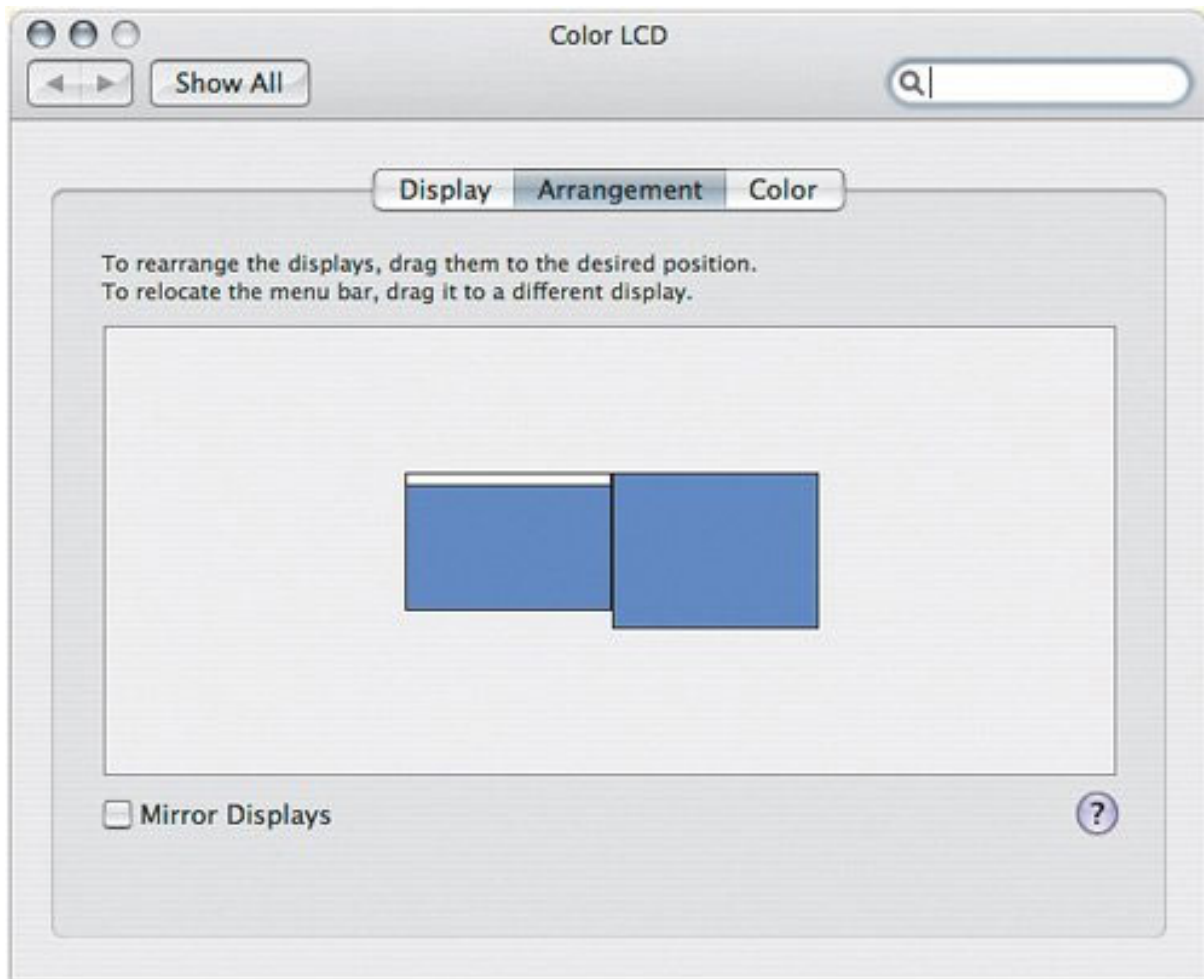 Color LCD
Show All
Display Arrangement Color
To rearrange the displays, drag them to the desired position.
To relocate the menu bar, drag it to a different display.
Mirror Displays
?